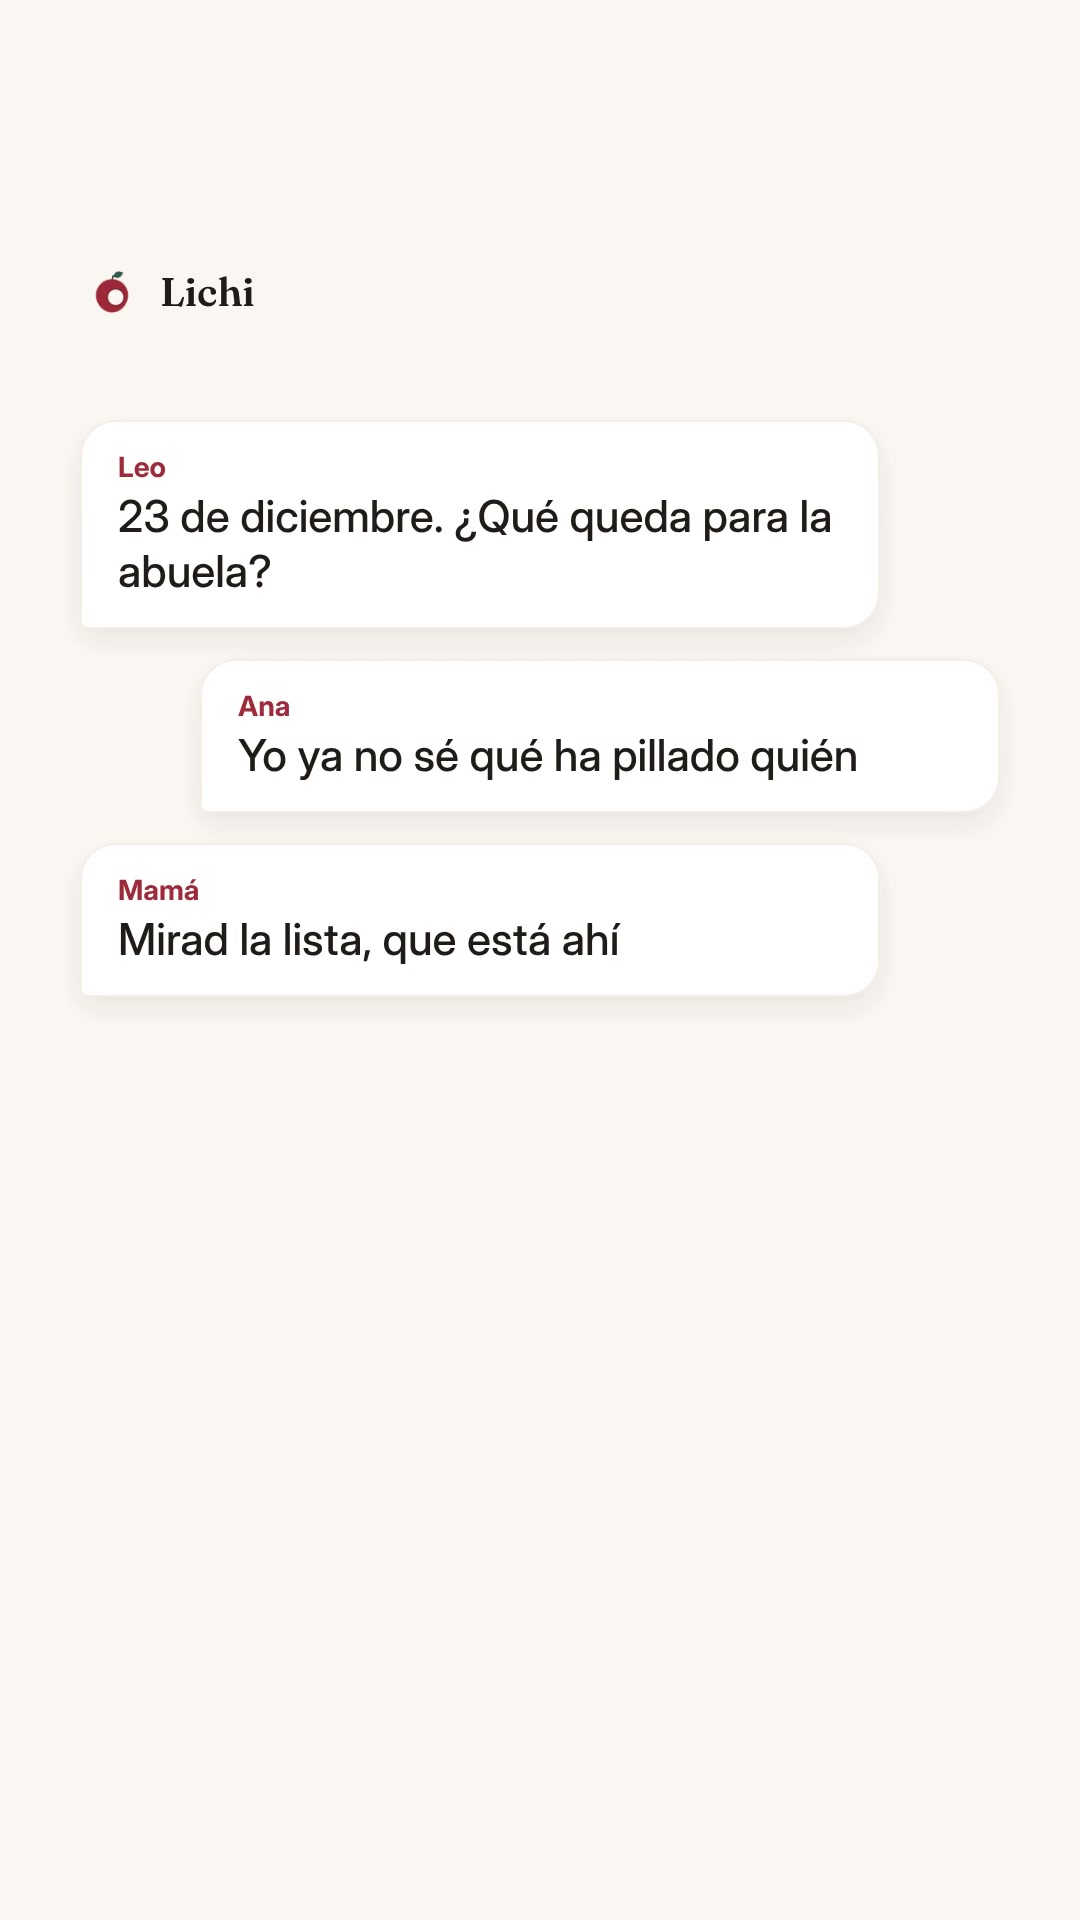 Lichi
Leo
23 de diciembre. ¿Qué queda para la
abuela?
Ana
Yo ya no sé qué ha pillado quién
Mamá
Mirad la lista, que está ahí